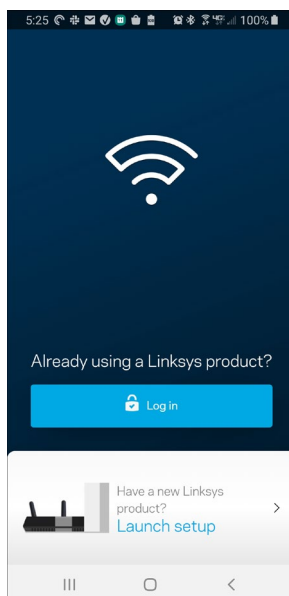 5:25 100%
Already using a Linksys product?
Log in
Have a new Linksys
product?
Launch setup